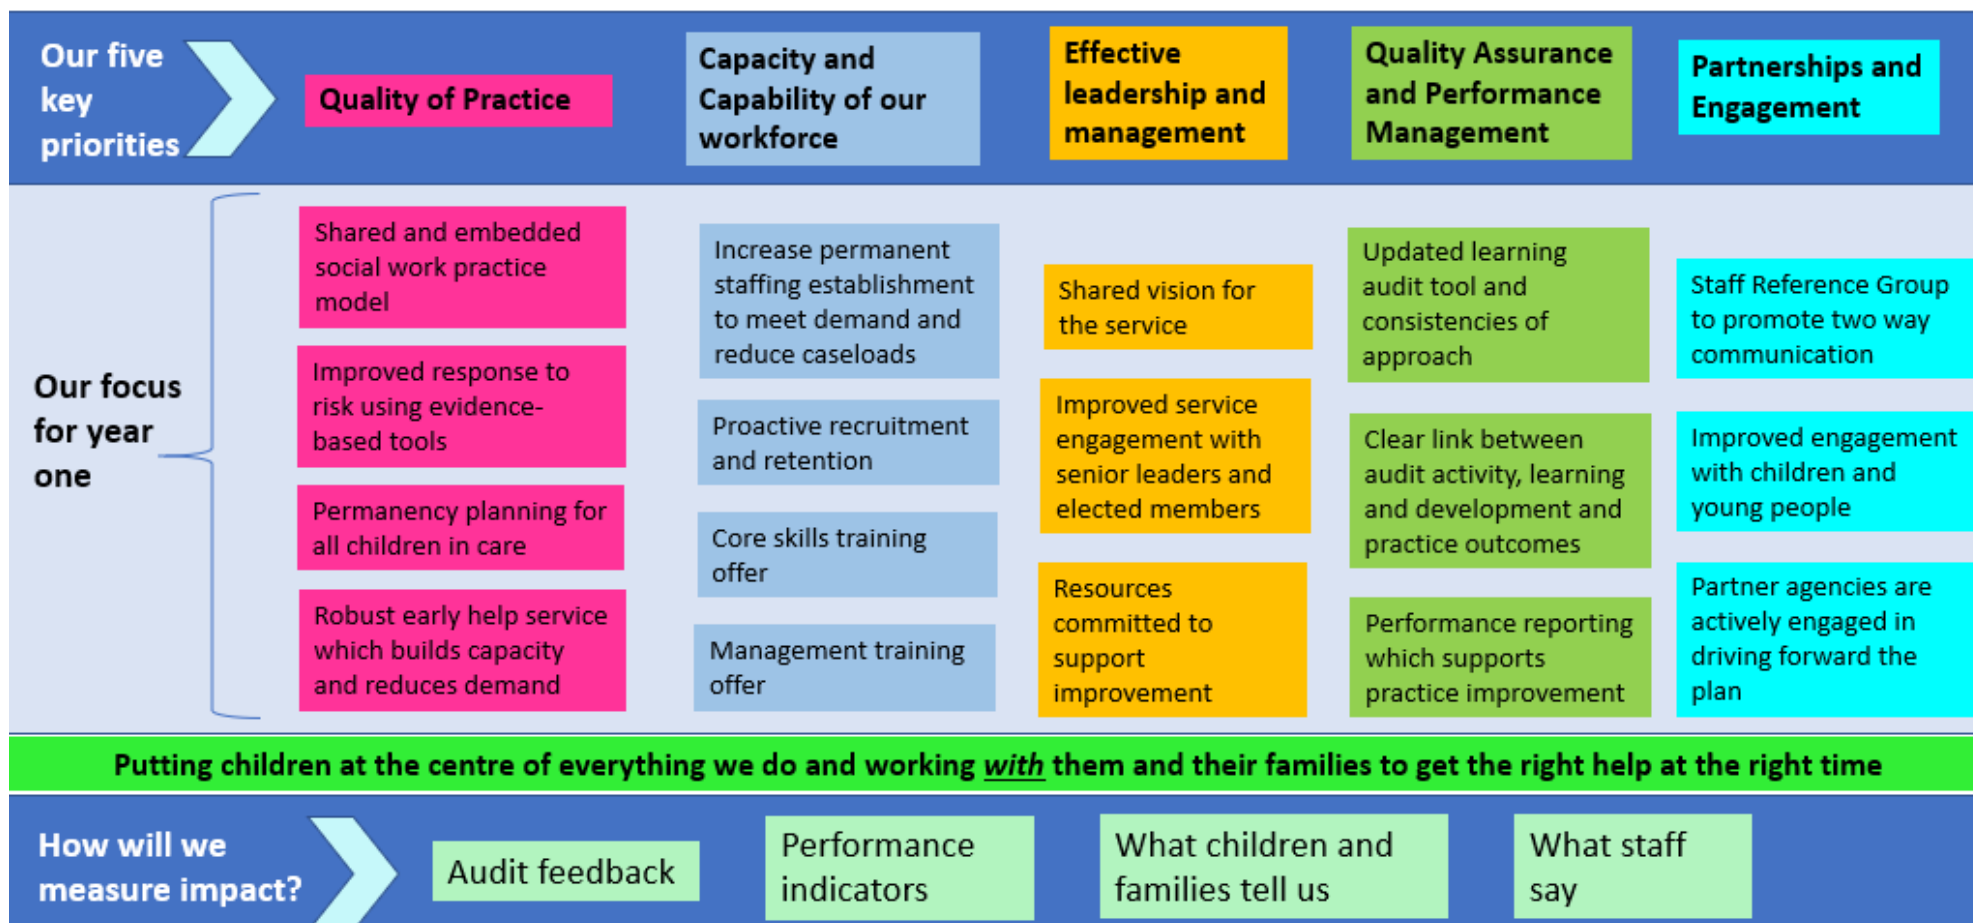 Our five
key
priorities
Quality of Practice
Capacity and
Capability of our
workforce
Effective
leadership and
management
Quality Assurance
and Performance
Management
Partnerships and
Engagement
Our focus
for year
one
Shared and embedded
social work practice
model
Improved response to
risk using evidence-
based tools
Permanency planning for
all children in care
Robust early help service
which builds capacity
and reduces demand
Increase permanent
staffing establishment
to meet demand and
reduce caseloads
Proactive recruitment
and retention
Core skills training
offer
Management training
offer
Shared vision for
the service
Improved service
engagement with
senior leaders and
elected members
Resources
committed to
support
improvement
Updated learning
audit tool and
consistencies of
approach
Clear link between
audit activity, learning
and development and
practice outcomes
Performance reporting
which supports
practice improvement
Staff Reference Group
to promote two way
communication
Improved engagement
with children and
young people
Partner agencies are
actively engaged in
driving forward the
plan
Putting children at the centre of everything we do and working with them and their families to get the right help at the right time
How will we
measure impact?
Audit feedback
Performance
indicators
What children and
families tell us
What staff
say